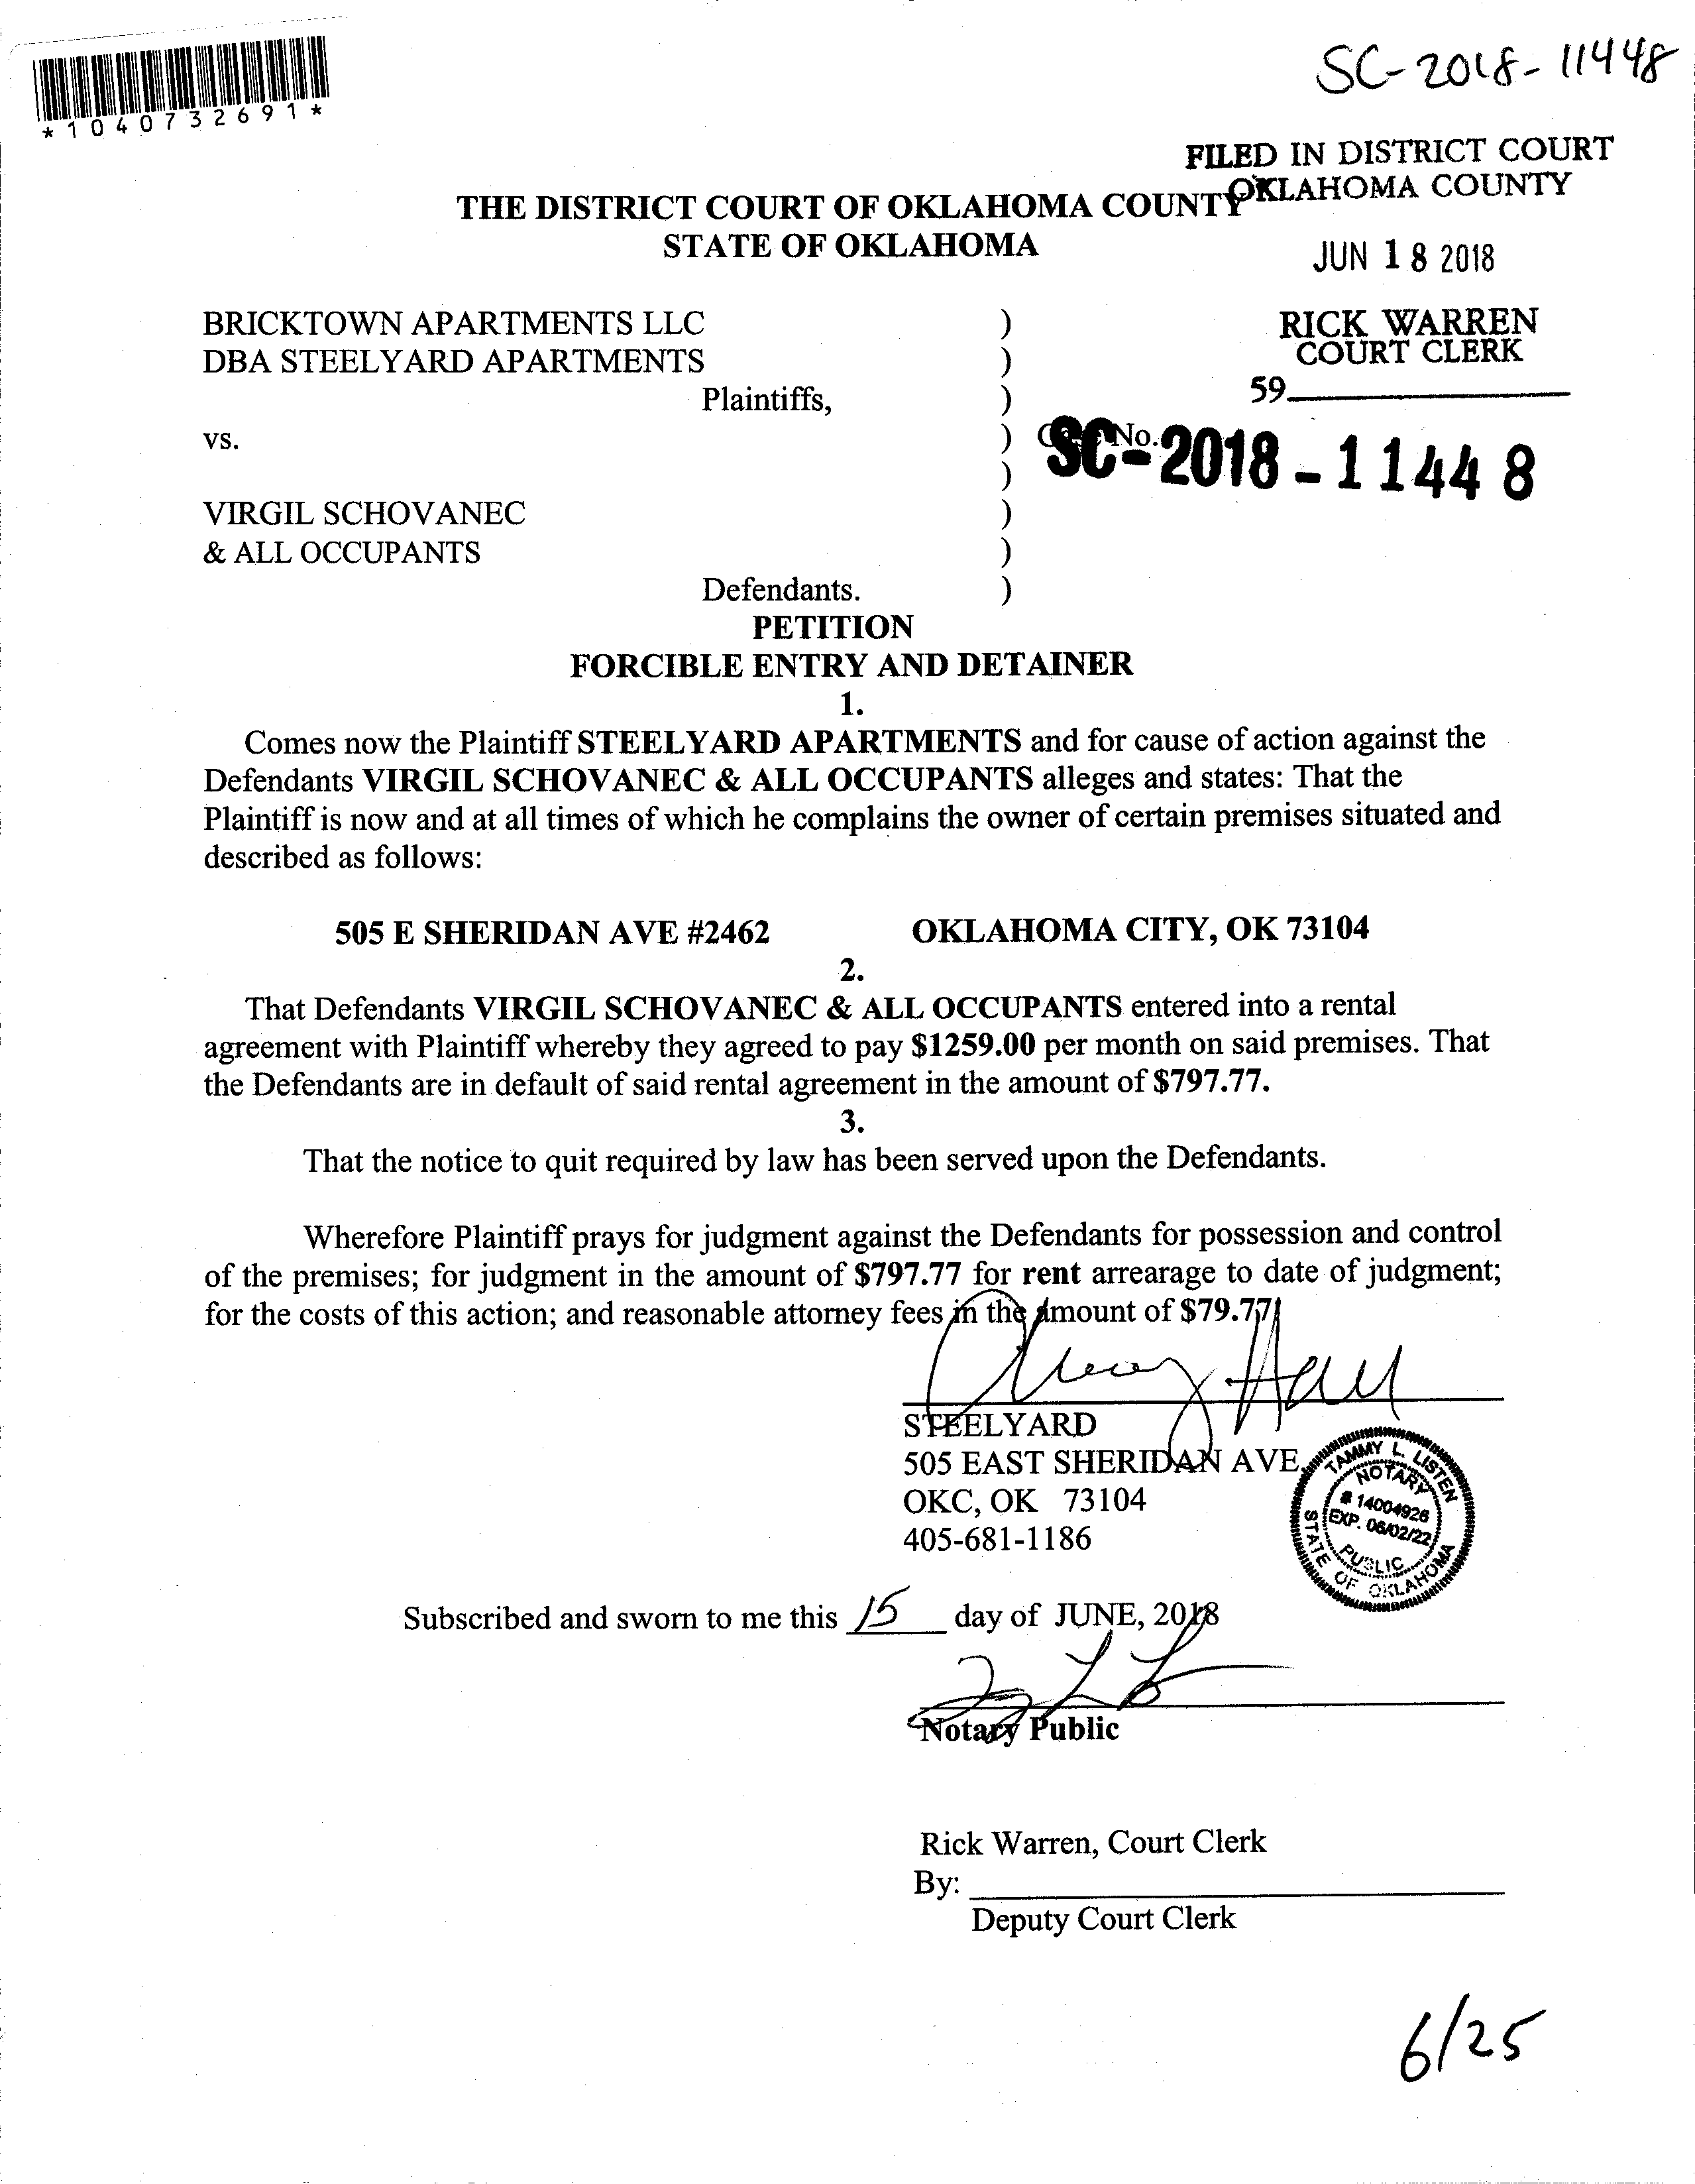 *1040732691*
SC-2018-11448
FILED IN DISTRICT COURT
OKLAHOMA COUNTY
THE DISTRICT COURT OF OKLAHOMA COUNTY
STATE OF OKLAHOMA
JUN 18 2018
BRICKTOWN APARTMENTS LLC )
DBA STEELYARD APARTMENTS )
Plaintiffs, )
RICK WARREN
COURT CLERK
59
vs. ) Case No.
SC-2018-11448
)
VIRGIL SCHOVANEC )
& ALL OCCUPANTS )
Defendants. )
PETITION
FORCIBLE ENTRY AND DETAINER
1.
Comes now the Plaintiff STEELYARD APARTMENTS and for cause of action against the
Defendants VIRGIL SCHOVANEC & ALL OCCUPANTS alleges and states: That the
Plaintiff is now and at all times of which he complains the owner of certain premises situated and
described as follows:
505 E SHERIDAN AVE #2462 OKLAHOMA CITY, OK 73104
2.
That Defendants VIRGIL SCHOVANEC & ALL OCCUPANTS entered into a rental
agreement with Plaintiff whereby they agreed to pay $1259.00 per month on said premises. That
the Defendants are in default of said rental agreement in the amount of $797.77.
3.
That the notice to quit required by law has been served upon the Defendants.
Wherefore Plaintiff prays for judgment against the Defendants for possession and control
of the premises; for judgment in the amount of $797.77 for rent arrearage to date of judgment;
for the costs of this action; and reasonable attorney fees in the amount of $79.77.
STEELYARD
505 EAST SHERIDAN AVE
OKC, OK 73104
405-681-1186
TAMMY L. LISTEN
NOTARY
# 14004926
EXP. 06/02/22
PUBLIC
STATE OF OKLAHOMA
Subscribed and sworn to me this 15 day of JUNE, 2018
Notary Public
Rick Warren, Court Clerk
By:
Deputy Court Clerk
6/25